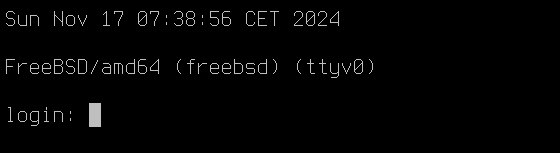 Sun Nov 17 07:38:56 CET 2024
FreeBSD/amd64 (freebsd) (ttyv0)
login: